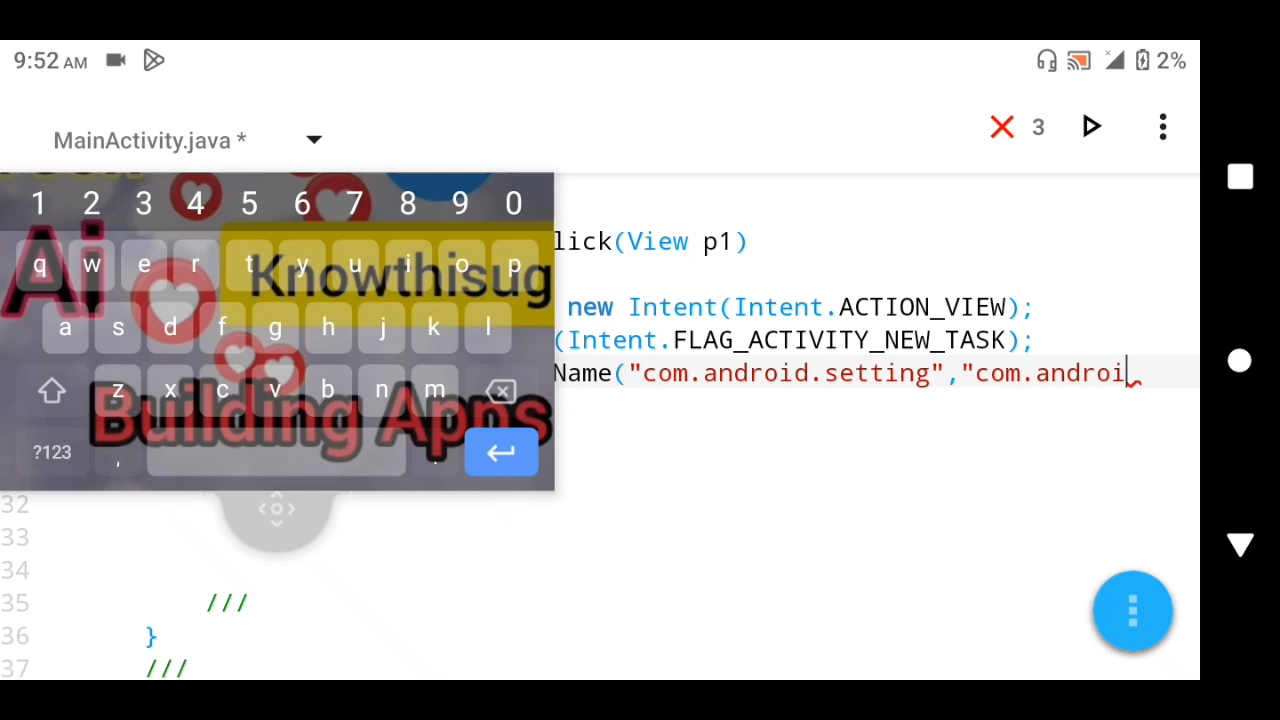 9:52 AM 2%
MainActivity.java * 3
1 2 3 4 5 6 7 8 9 0
lick(View p1)
q w e r t y u i o p
Ai Knowthisug
new Intent(Intent.ACTION_VIEW);
a s d f g h j k l
(Intent.FLAG_ACTIVITY_NEW_TASK);
Name("com.android.setting","com.androi
z x c v b n m
Building Apps
?123 , .
32
33
34
35 ///
36 }
37 ///